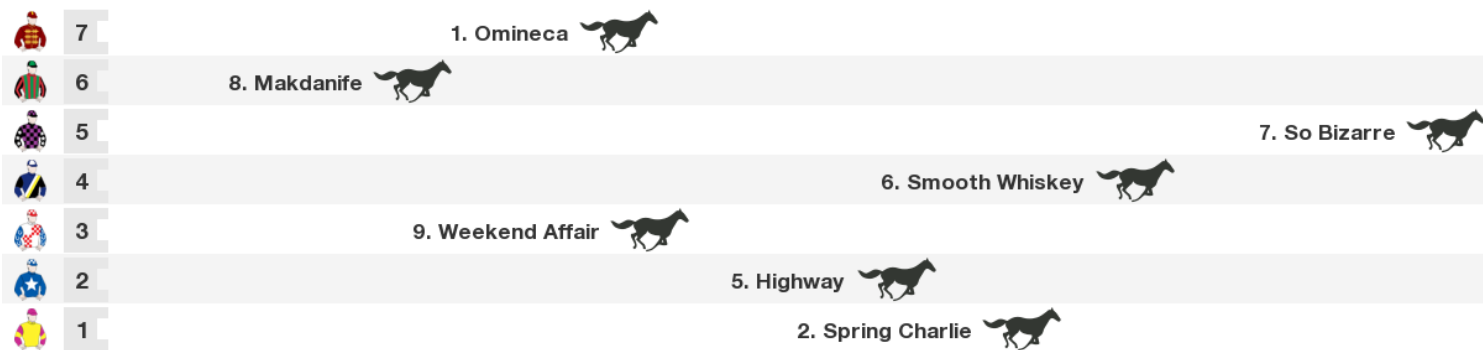 7 1. Omineca
6 8. Makdanife
5 7. So Bizarre
4 6. Smooth Whiskey
3 9. Weekend Affair
2 5. Highway
1 2. Spring Charlie